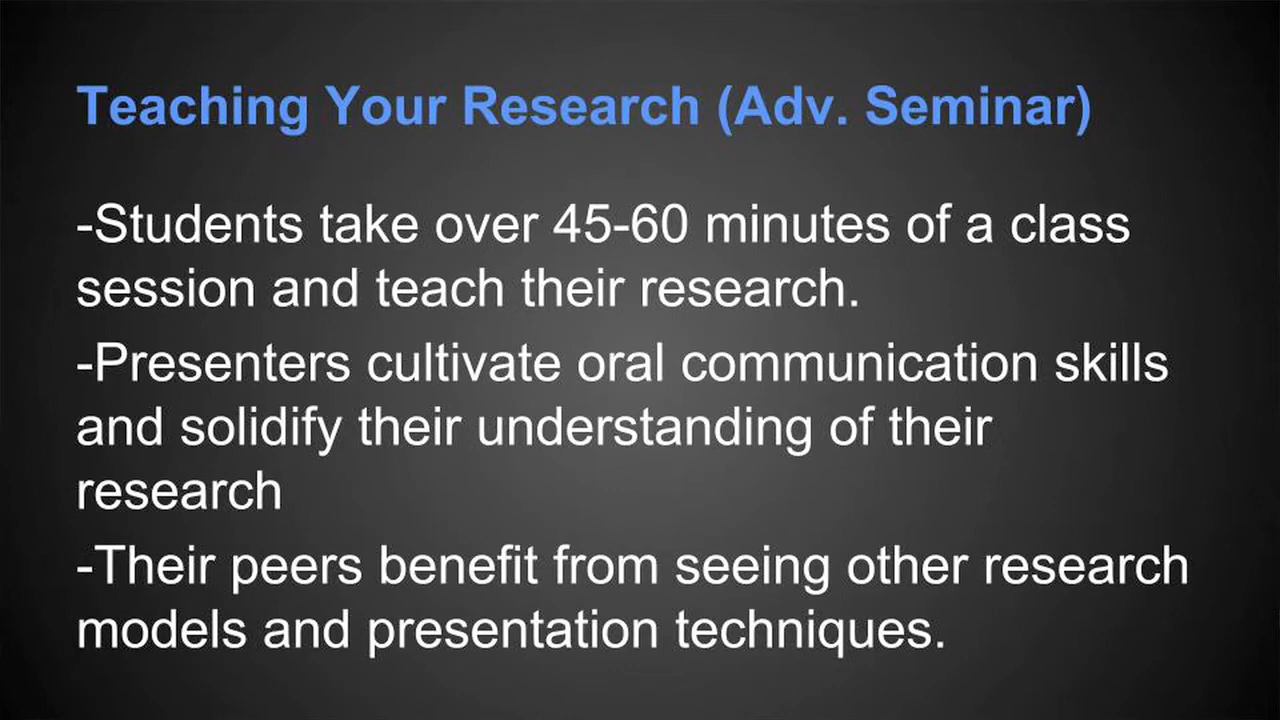 Teaching Your Research (Adv. Seminar)
-Students take over 45-60 minutes of a class
session and teach their research.
-Presenters cultivate oral communication skills
and solidify their understanding of their
research
-Their peers benefit from seeing other research
models and presentation techniques.